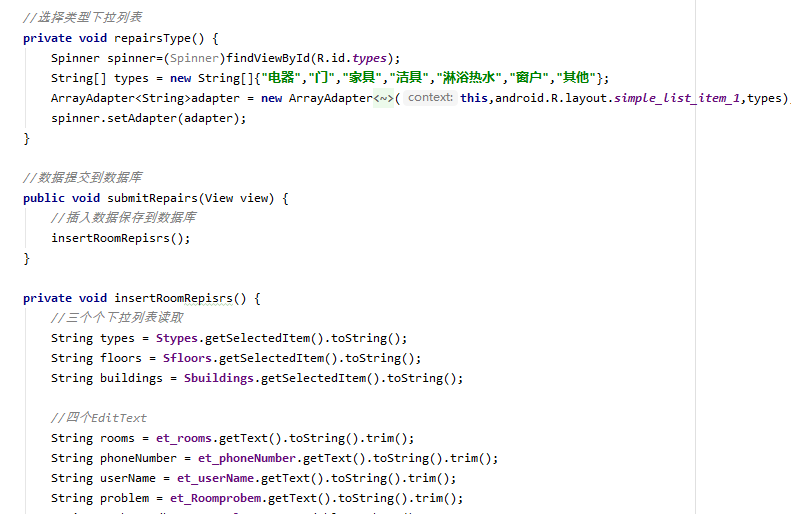 //选择类型下拉列表
private void repairsType() {
Spinner spinner=(Spinner)findViewById(R.id.types);
String[] types = new String[]{"电器","门","家具","洁具","淋浴热水","窗户","其他"};
ArrayAdapter<String>adapter = new ArrayAdapter<~>( context: this,android.R.layout.simple_list_item_1,types)
spinner.setAdapter(adapter);
}
//数据提交到数据库
public void submitRepairs(View view) {
//插入数据保存到数据库
insertRoomRepisrs();
}
private void insertRoomRepisrs() {
//三个个下拉列表读取
String types = Stypes.getSelectedItem().toString();
String floors = Sfloors.getSelectedItem().toString();
String buildings = Sbuildings.getSelectedItem().toString();
//四个EditText
String rooms = et_rooms.getText().toString().trim();
String phoneNumber = et_phoneNumber.getText().toString().trim();
String userName = et_userName.getText().toString().trim();
String problem = et_Roomprobem.getText().toString().trim();